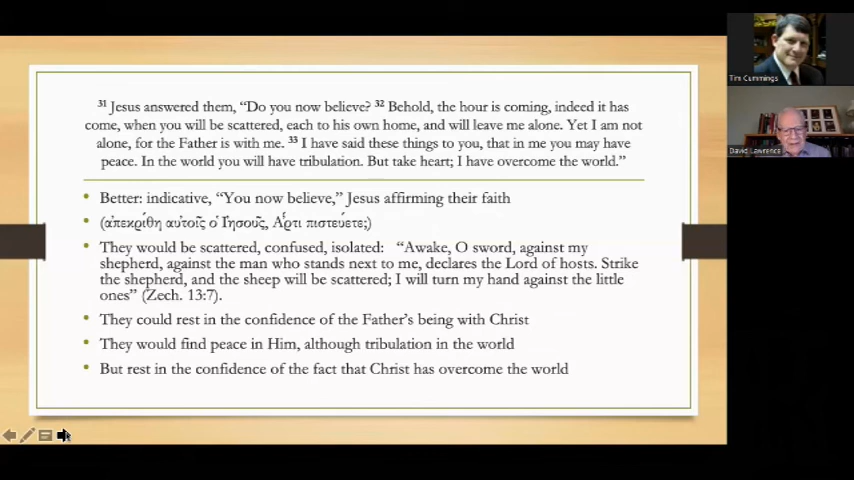 31 Jesus answered them, “Do you now believe? 32 Behold, the hour is coming, indeed it has
come, when you will be scattered, each to his own home, and will leave me alone. Yet I am not
alone, for the Father is with me. 33 I have said these things to you, that in me you may have
peace. In the world you will have tribulation. But take heart; I have overcome the world.”
• Better: indicative, “You now believe,” Jesus affirming their faith
• (ἀπεκρίθη αὐτοῖς ὁ Ἰησοῦς, Ἄρτι πιστεύετε;)
• They would be scattered, confused, isolated: “Awake, O sword, against my
shepherd, against the man who stands next to me, declares the Lord of hosts. Strike
the shepherd, and the sheep will be scattered; I will turn my hand against the little
ones” (Zech. 13:7).
• They could rest in the confidence of the Father’s being with Christ
• They would find peace in Him, although tribulation in the world
• But rest in the confidence of the fact that Christ has overcome the world
Tim Cummings
David Lawrence